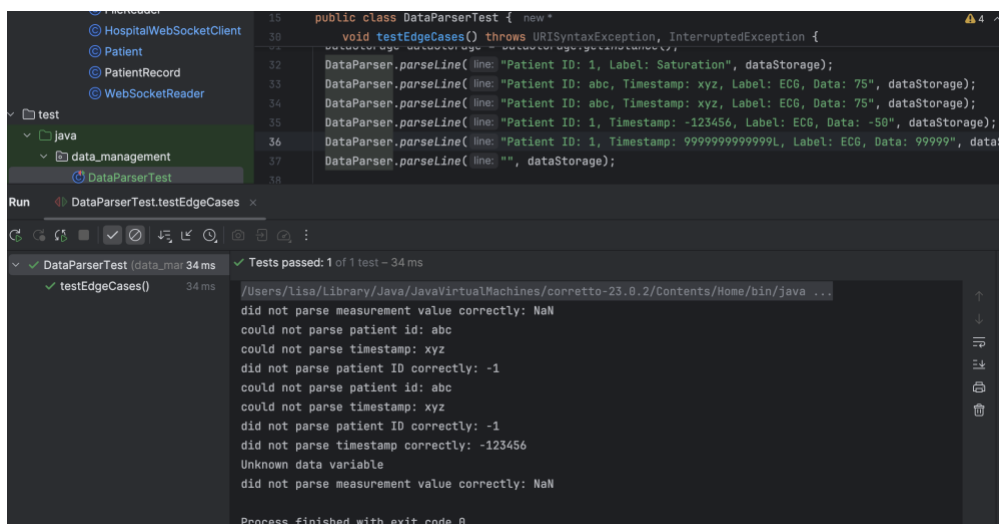 FileReader
HospitalWebSocketClient
Patient
PatientRecord
WebSocketReader
test
java
data_management
DataParserTest
15 public class DataParserTest { new *
4
30 void testEdgeCases() throws URISyntaxException, InterruptedException {
31 DataStorage dataStorage = DataStorage.getInstance();
32 DataParser.parseLine( line: "Patient ID: 1, Label: Saturation", dataStorage);
33 DataParser.parseLine( line: "Patient ID: abc, Timestamp: xyz, Label: ECG, Data: 75", dataStorage);
34 DataParser.parseLine( line: "Patient ID: abc, Timestamp: xyz, Label: ECG, Data: 75", dataStorage);
35 DataParser.parseLine( line: "Patient ID: 1, Timestamp: -123456, Label: ECG, Data: -50", dataStorage);
36 DataParser.parseLine( line: "Patient ID: 1, Timestamp: 9999999999999L, Label: ECG, Data: 99999", data
37 DataParser.parseLine( line: "", dataStorage);
38
Run DataParserTest.testEdgeCases ×
DataParserTest (data_mar 34 ms
testEdgeCases() 34 ms
Tests passed: 1 of 1 test – 34 ms
/Users/lisa/Library/Java/JavaVirtualMachines/corretto-23.0.2/Contents/Home/bin/java ...
did not parse measurement value correctly: NaN
could not parse patient id: abc
could not parse timestamp: xyz
did not parse patient ID correctly: -1
could not parse patient id: abc
could not parse timestamp: xyz
did not parse patient ID correctly: -1
did not parse timestamp correctly: -123456
Unknown data variable
did not parse measurement value correctly: NaN
Process finished with exit code 0